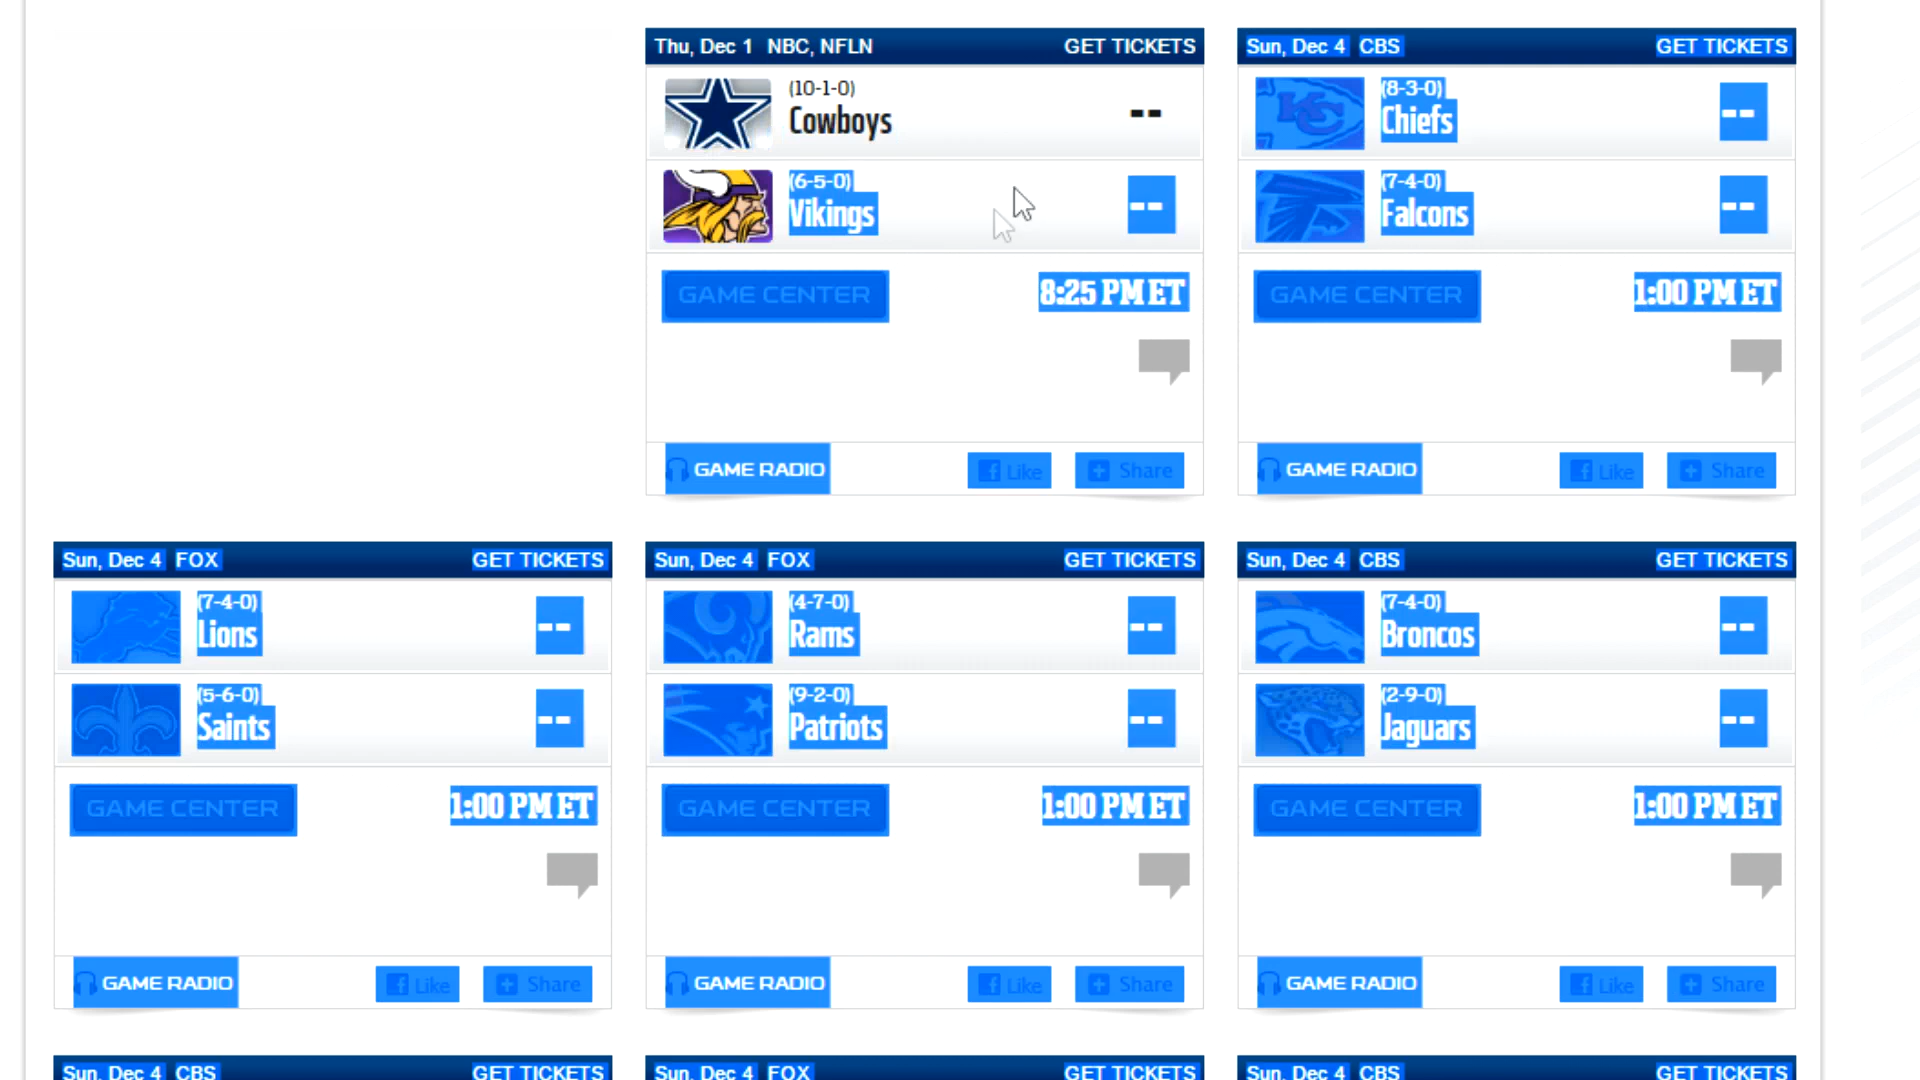 Thu, Dec 1 NBC, NFLN GET TICKETS
(10-1-0)
Cowboys --
(6-5-0)
Vikings --
GAME CENTER 8:25 PM ET
GAME RADIO Like Share
Sun, Dec 4 CBS GET TICKETS
(8-3-0)
Chiefs --
(7-4-0)
Falcons --
GAME CENTER 1:00 PM ET
GAME RADIO Like Share
Sun, Dec 4 FOX GET TICKETS
(7-4-0)
Lions --
(5-6-0)
Saints --
GAME CENTER 1:00 PM ET
GAME RADIO Like Share
Sun, Dec 4 FOX GET TICKETS
(4-7-0)
Rams --
(9-2-0)
Patriots --
GAME CENTER 1:00 PM ET
GAME RADIO Like Share
Sun, Dec 4 CBS GET TICKETS
(7-4-0)
Broncos --
(2-9-0)
Jaguars --
GAME CENTER 1:00 PM ET
GAME RADIO Like Share
Sun, Dec 4 CBS GET TICKETS
Sun, Dec 4 FOX GET TICKETS
Sun, Dec 4 CBS GET TICKETS